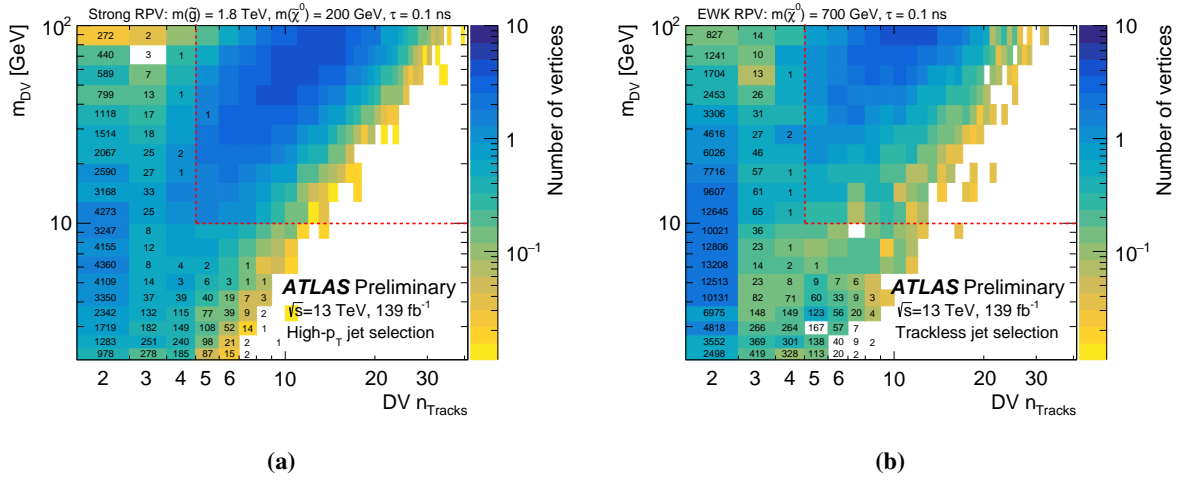 Strong RPV: m(g̃) = 1.8 TeV, m(χ̃⁰) = 200 GeV, τ = 0.1 ns
m_DV [GeV]
10²
10
272 2
440 3 1
589 7
799 13 1
1118 17 1
1514 18
2067 25 2
2590 27 1
3168 33
4273 25
3247 8
4155 12
4360 8 4 2 1
4109 14 3 6 3 1 1
3350 37 39 40 19 7 3
2342 132 115 77 39 9 2
1719 182 149 108 52 14 1
1283 251 240 98 21 2 1
978 278 185 87 15 2
ATLAS Preliminary
√s=13 TeV, 139 fb⁻¹
High-p_T jet selection
2 3 4 5 6 10 20 30
DV n_Tracks
10
1
10⁻¹
Number of vertices
(a)
EWK RPV: m(χ̃⁰) = 700 GeV, τ = 0.1 ns
m_DV [GeV]
10²
10
827 14
1241 10
1704 13 1
2453 26
3306 31
4616 27 2
6026 46
7716 57 1
9607 61 1
12645 65 1
10021 36
12806 23 1
13208 14 2 1
12513 23 8 9 7 6
10131 82 71 60 33 9 3
6975 148 149 123 56 20 4
4818 266 264 167 57 7
3552 369 301 138 40 9 2
2498 419 328 113 20 2
ATLAS Preliminary
√s=13 TeV, 139 fb⁻¹
Trackless jet selection
2 3 4 5 6 10 20 30
DV n_Tracks
10
1
10⁻¹
Number of vertices
(b)